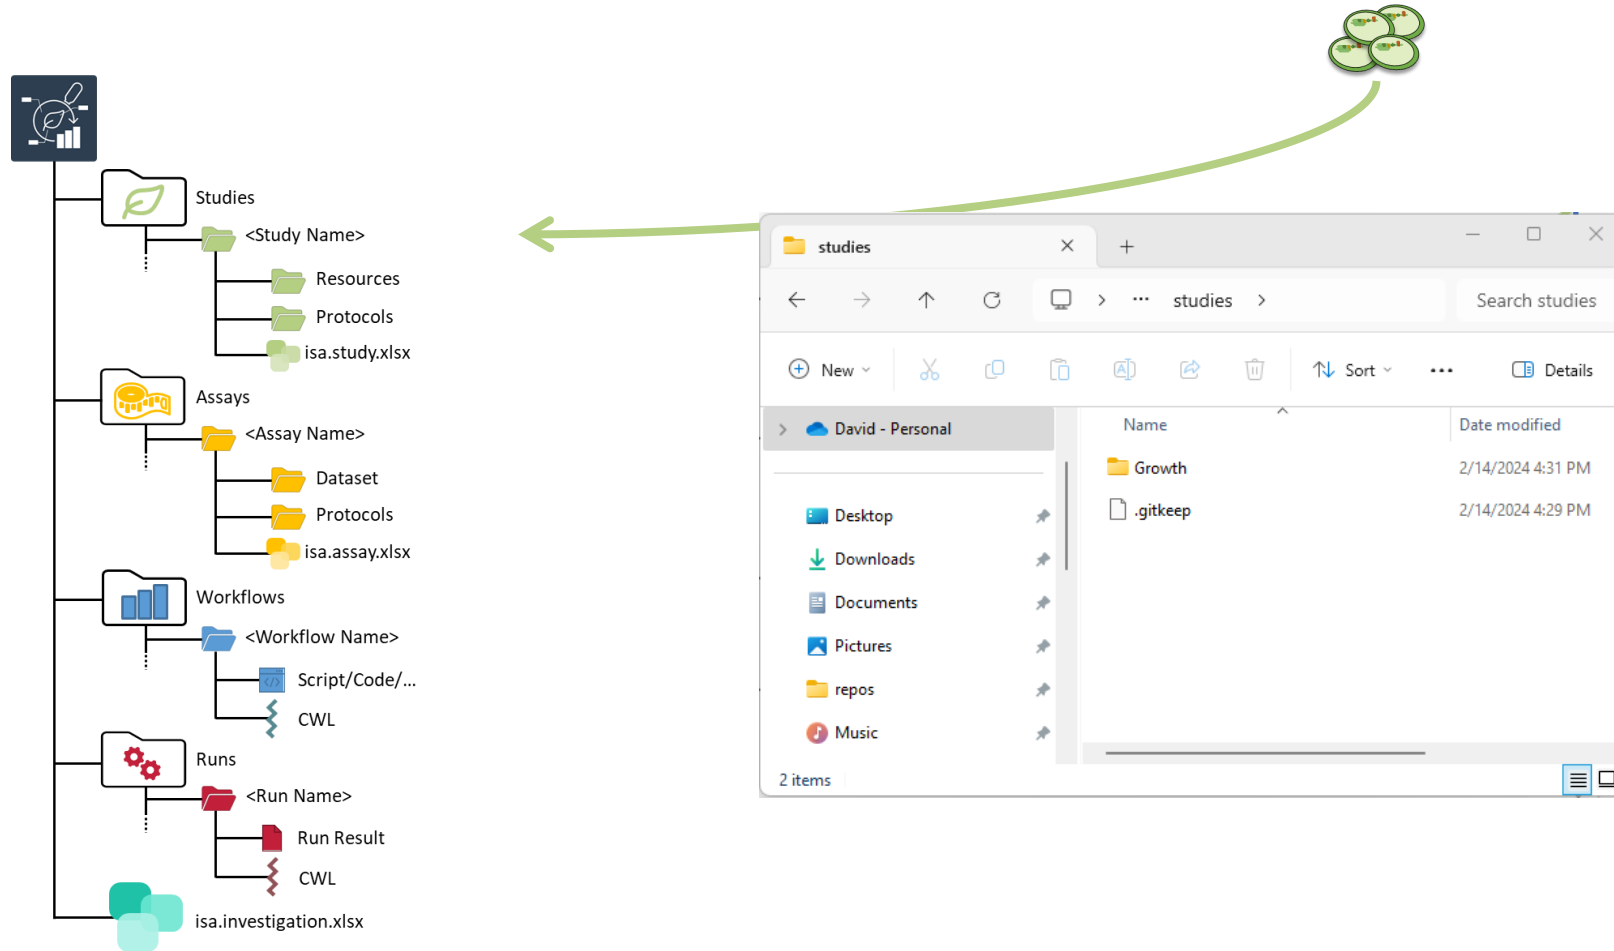 Studies
<Study Name>
Resources
Protocols
isa.study.xlsx
Assays
<Assay Name>
Dataset
Protocols
isa.assay.xlsx
Workflows
<Workflow Name>
Script/Code/...
CWL
Runs
<Run Name>
Run Result
CWL
isa.investigation.xlsx
studies
studies
Search studies
New
Sort
Details
David - Personal
Desktop
Downloads
Documents
Pictures
repos
Music
Name Date modified
Growth 2/14/2024 4:31 PM
.gitkeep 2/14/2024 4:29 PM
2 items